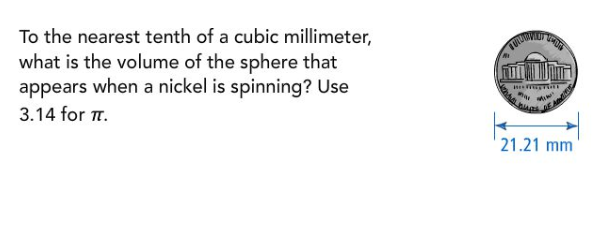 To the nearest tenth of a cubic millimeter,
what is the volume of the sphere that
appears when a nickel is spinning? Use
3.14 for π.
21.21 mm